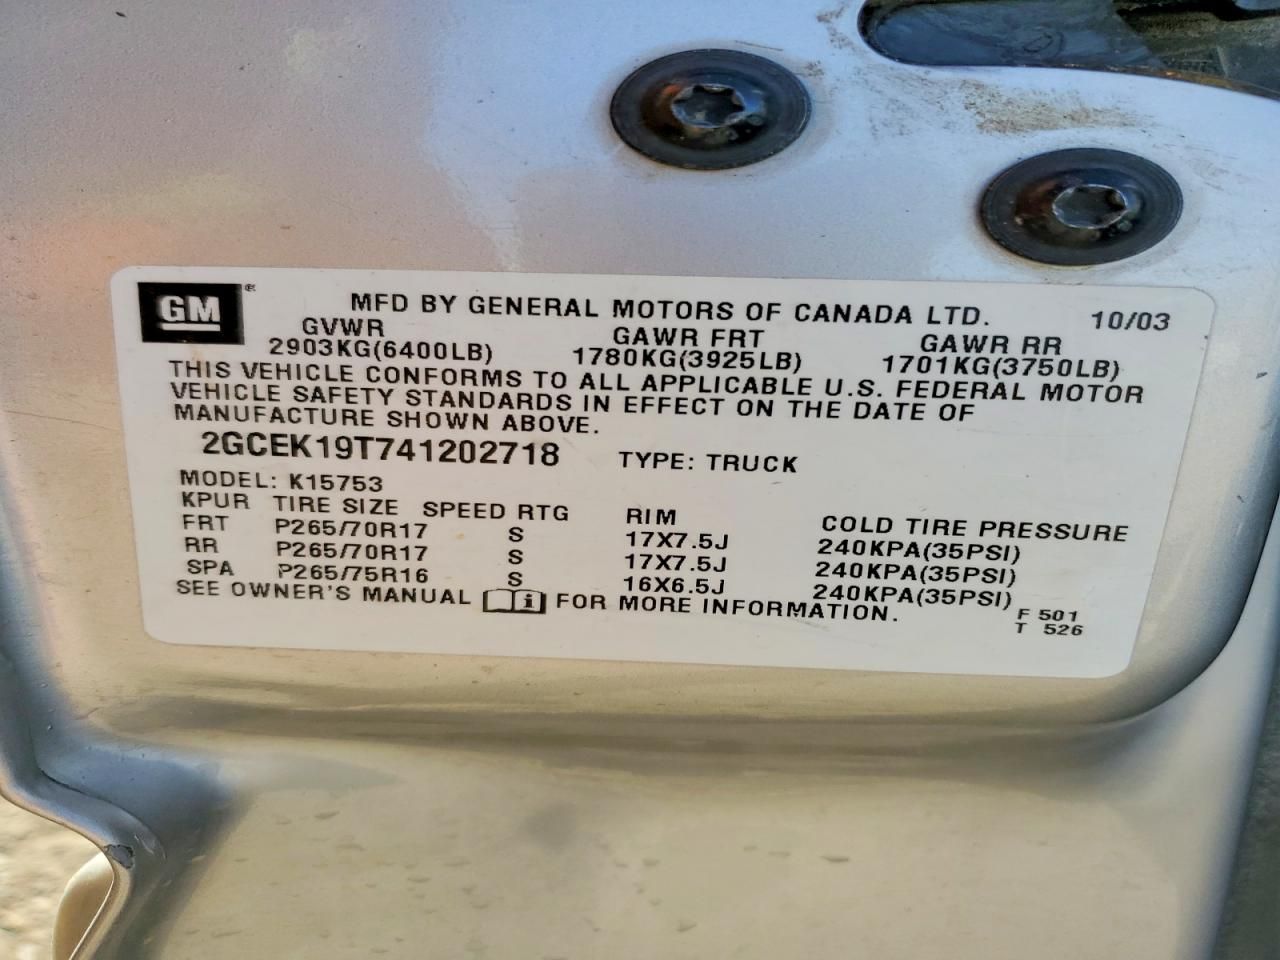 GM ® MFD BY GENERAL MOTORS OF CANADA LTD. 10/03
GVWR GAWR FRT GAWR RR
2903KG(6400LB) 1780KG(3925LB) 1701KG(3750LB)
THIS VEHICLE CONFORMS TO ALL APPLICABLE U.S. FEDERAL MOTOR
VEHICLE SAFETY STANDARDS IN EFFECT ON THE DATE OF
MANUFACTURE SHOWN ABOVE.
2GCEK19T741202718 TYPE: TRUCK
MODEL: K15753
KPUR TIRE SIZE SPEED RTG RIM COLD TIRE PRESSURE
FRT P265/70R17 S 17X7.5J 240KPA(35PSI)
RR P265/70R17 S 17X7.5J 240KPA(35PSI)
SPA P265/75R16 S 16X6.5J 240KPA(35PSI)
SEE OWNER'S MANUAL i FOR MORE INFORMATION. F 501
T 526